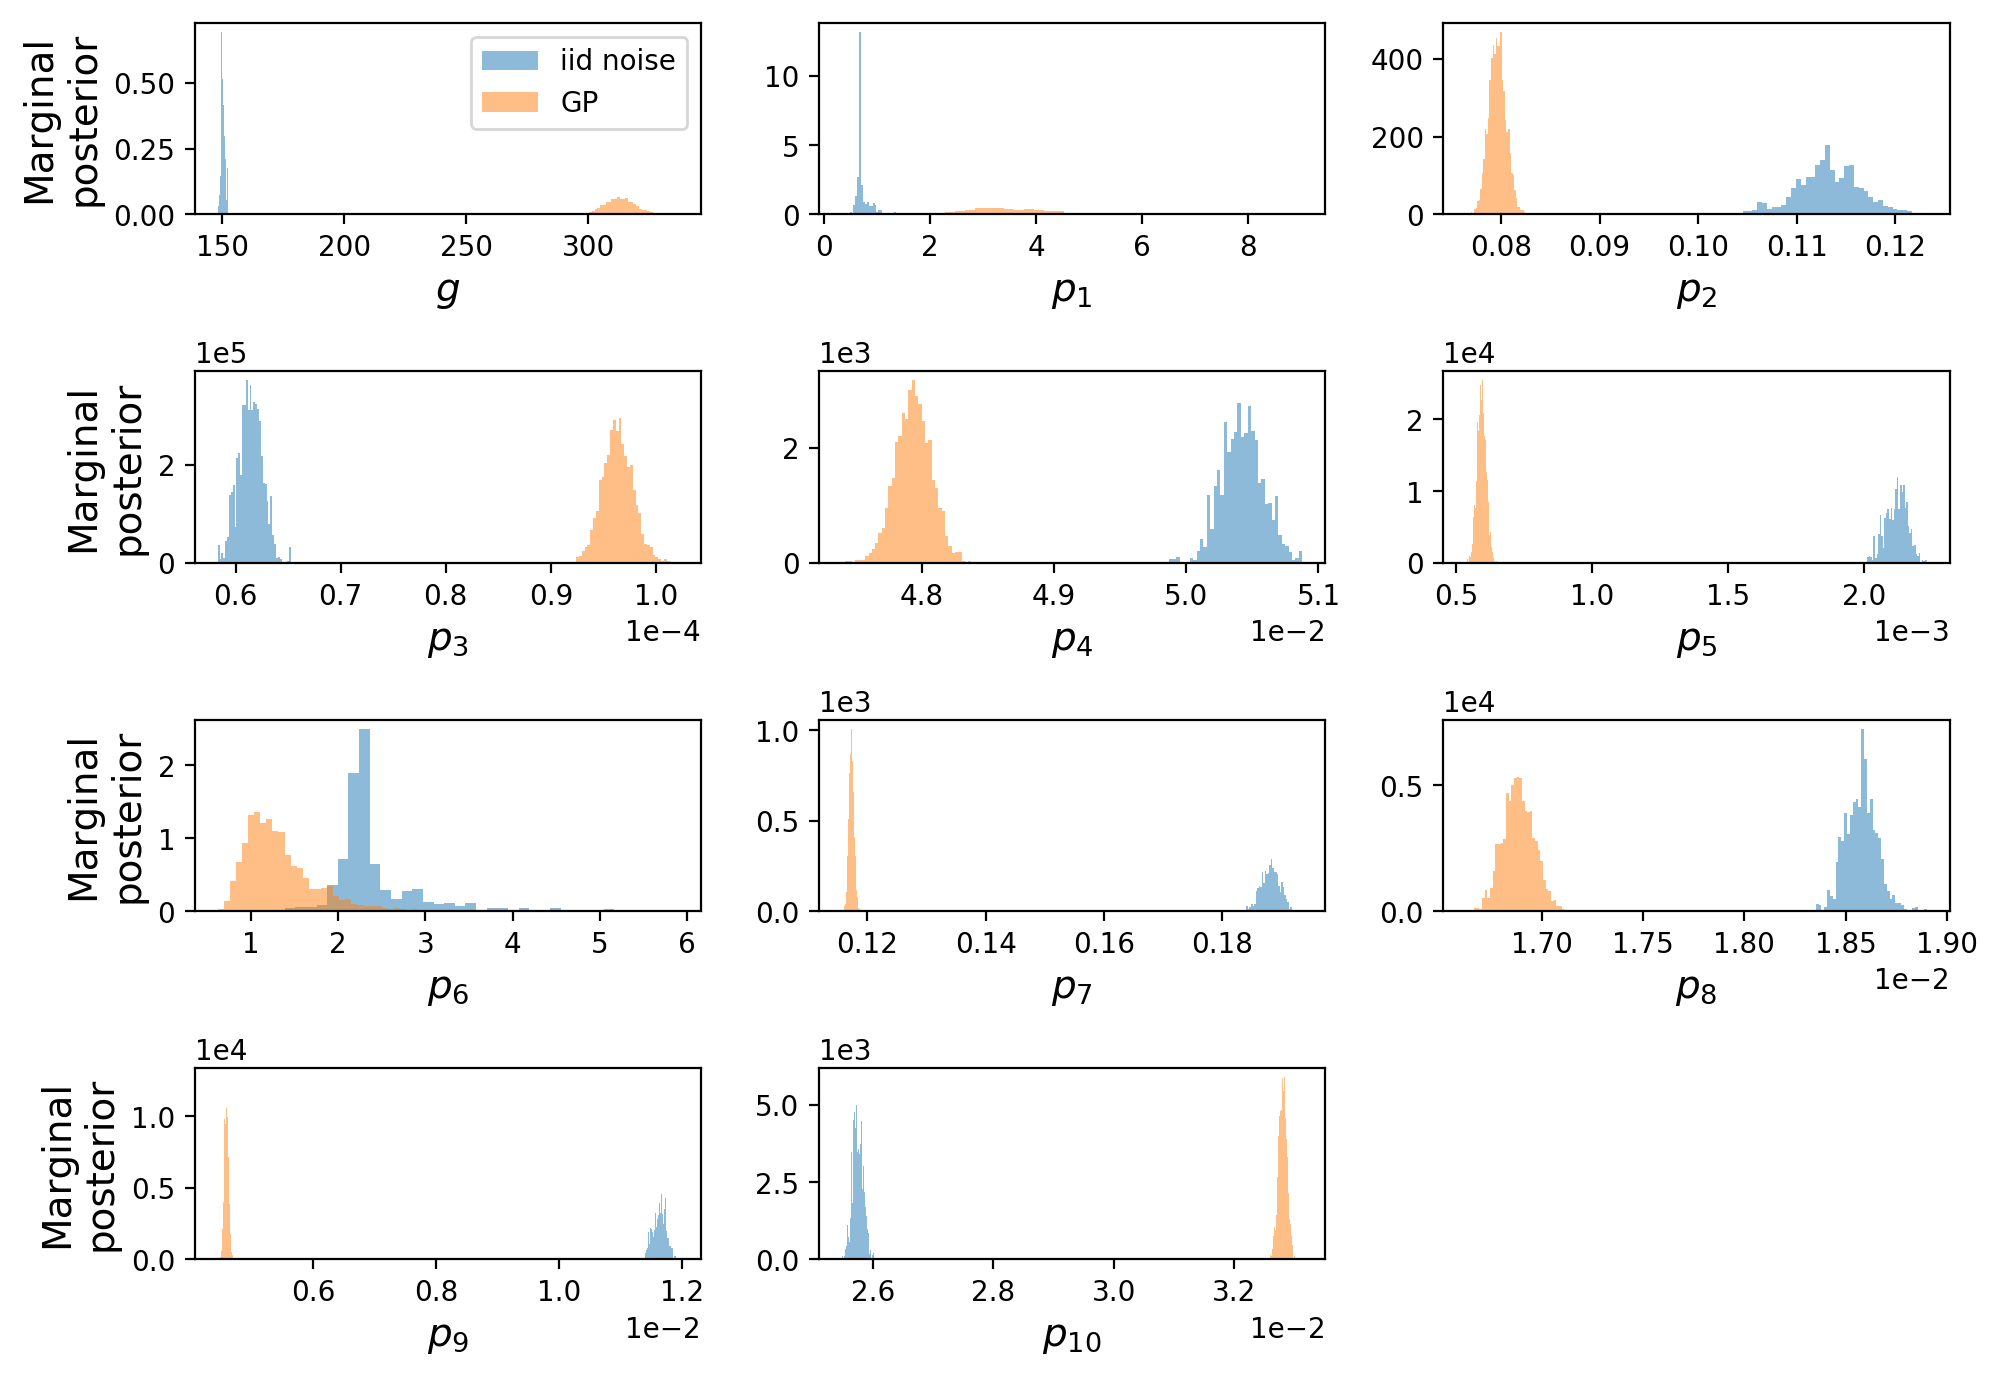 Marginal
posterior
0.50
0.25
0.00
iid noise
GP
150 200 250 300
g
10
5
0
0 2 4 6 8
p1
400
200
0
0.08 0.09 0.10 0.11 0.12
p2
Marginal
posterior
1e5
2
0
0.6 0.7 0.8 0.9 1.0
1e−4
p3
1e3
2
0
4.8 4.9 5.0 5.1
1e−2
p4
1e4
2
1
0
0.5 1.0 1.5 2.0
1e−3
p5
Marginal
posterior
2
1
0
1 2 3 4 5 6
p6
1e3
1.0
0.5
0.0
0.12 0.14 0.16 0.18
p7
1e4
0.5
0.0
1.70 1.75 1.80 1.85 1.90
1e−2
p8
Marginal
posterior
1e4
1.0
0.5
0.0
0.6 0.8 1.0 1.2
1e−2
p9
1e3
5.0
2.5
0.0
2.6 2.8 3.0 3.2
1e−2
p10